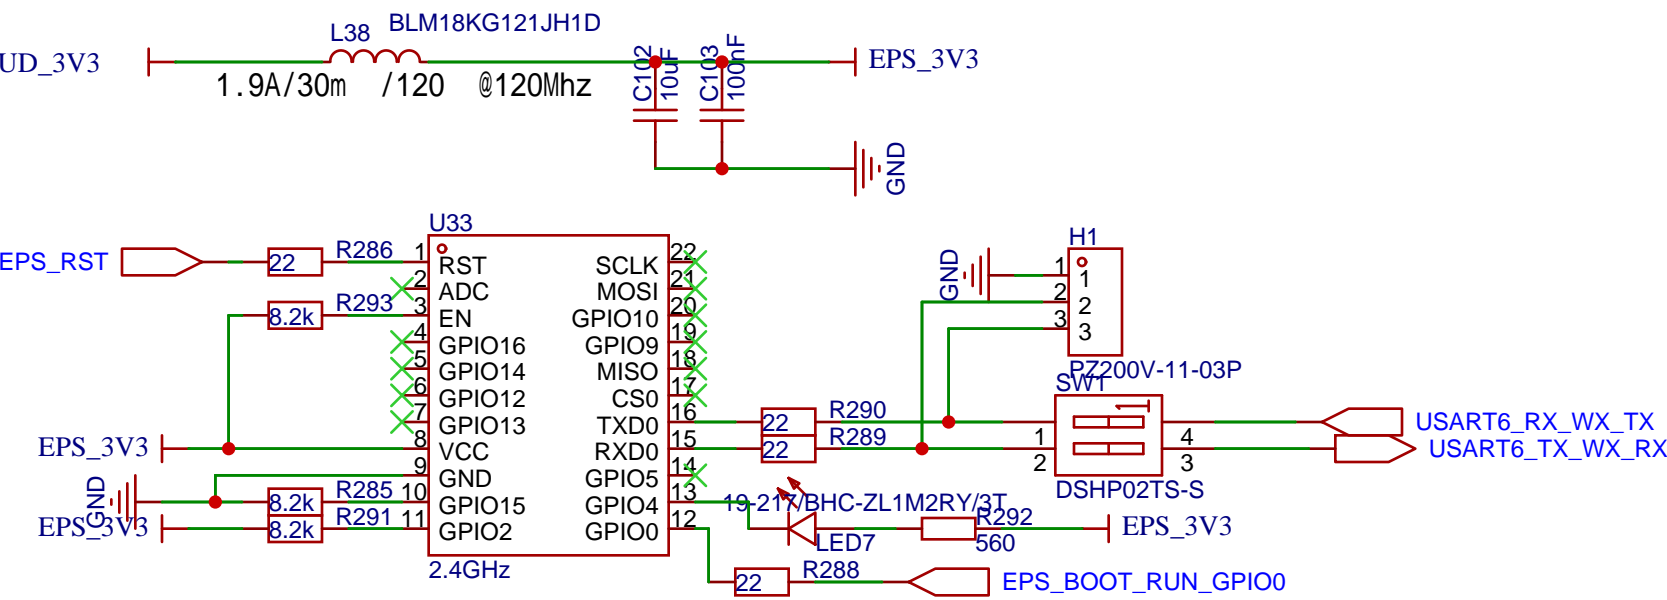 BLM18KG121JH1D
L38
UD_3V3
1.9A/30m /120 @120Mhz
C102
10uF
C103
100nF
EPS_3V3
GND
U33
EPS_RST
22
R286
1
RST
2
ADC
8.2k
R293
3
EN
4
GPIO16
5
GPIO14
6
GPIO12
7
GPIO13
EPS_3V3
8
VCC
9
GND
GND
8.2k
R285
10
GPIO15
EPS_3V3
8.2k
R291
11
GPIO2
2.4GHz
22
SCLK
21
MOSI
20
GPIO10
19
GPIO9
18
MISO
17
CS0
16
TXD0
15
RXD0
14
GPIO5
13
GPIO4
12
GPIO0
22
R290
22
R289
H1
GND
1
1
2
2
3
3
PZ200V-11-03P
SW1
1
1
2
4
3
DSHP02TS-S
USART6_RX_WX_TX
USART6_TX_WX_RX
19-217/BHC-ZL1M2RY/3T
LED7
R292
560
EPS_3V3
22
R288
EPS_BOOT_RUN_GPIO0